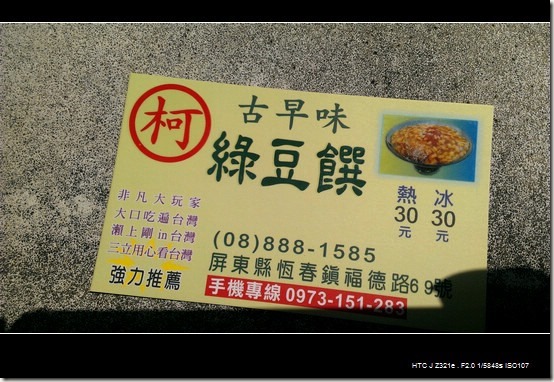 柯
古早味
綠豆饌
熱 冰
30 30
元 元
非凡大玩家
大口吃遍台灣
瀨上剛in台灣
三立用心看台灣
強力推薦
(08)888-1585
屏東縣恆春鎮福德路69號
手機專線 0973-151-283
HTC J Z321e . F2.0 1/5848s ISO107